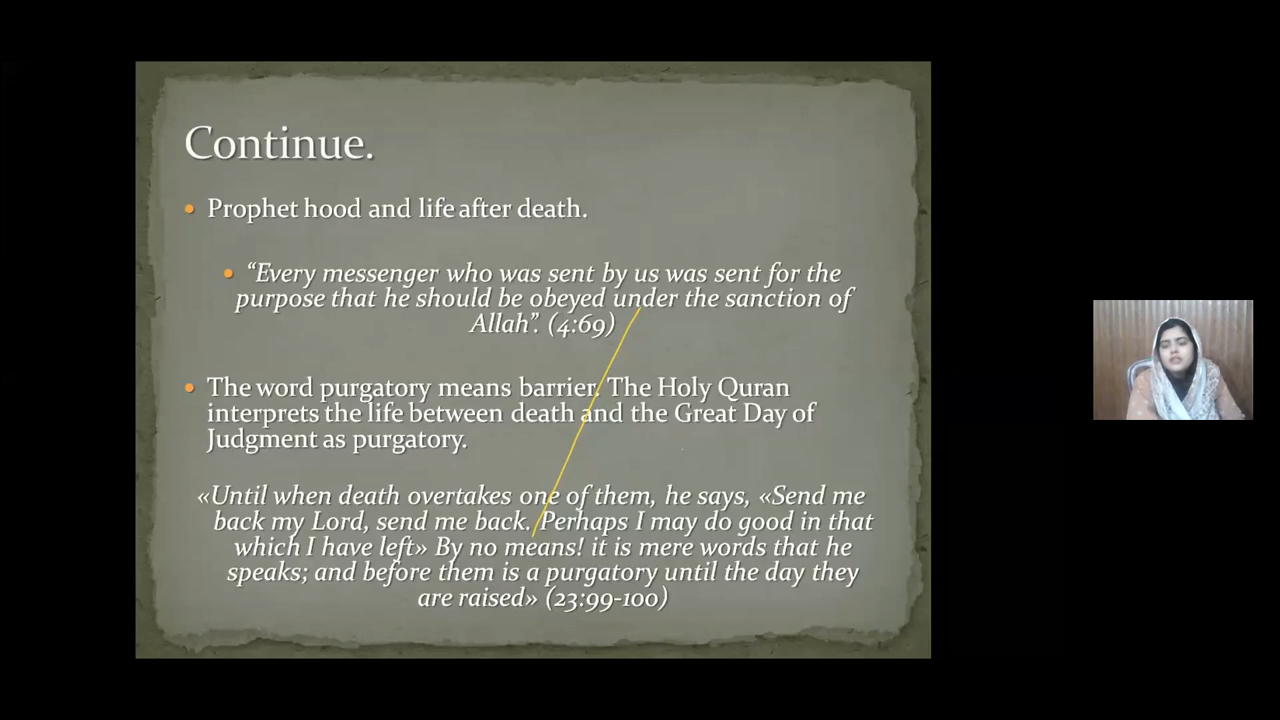 Continue.
Prophet hood and life after death.
“Every messenger who was sent by us was sent for the
purpose that he should be obeyed under the sanction of
Allah”. (4:69)
The word purgatory means barrier. The Holy Quran
interprets the life between death and the Great Day of
Judgment as purgatory.
«Until when death overtakes one of them, he says, «Send me
back my Lord, send me back. Perhaps I may do good in that
which I have left» By no means! it is mere words that he
speaks; and before them is a purgatory until the day they
are raised» (23:99-100)